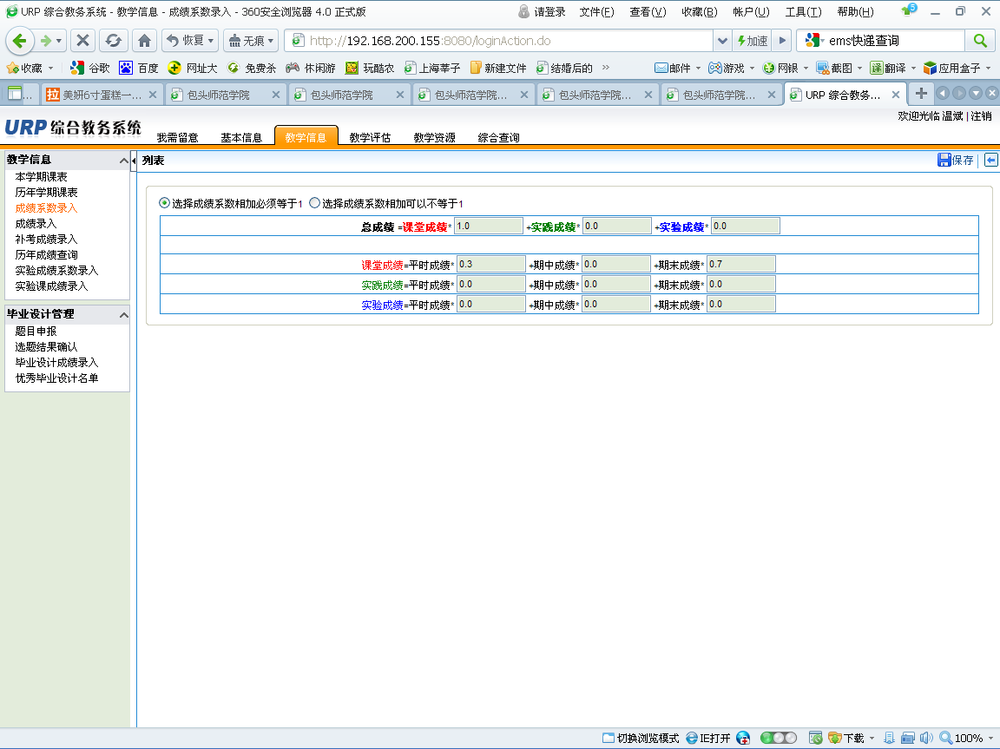 URP 综合教务系统 - 教学信息 - 成绩系数录入 - 360安全浏览器 4.0 正式版 请登录 文件(F) 查看(V) 收藏(B) 帐户(U) 工具(T) 帮助(H) 5
恢复 无痕 http://192.168.200.155:8080/loginAction.do 加速 ems快递查询
收藏 谷歌 百度 网址大 免费杀 休闲游 玩酷农 上海莘子 新建文件 结婚后的 » 邮件 游戏 网银 截图 翻译 应用盒子
... 美妍6寸蛋糕一... 包头师范学院 包头师范学院 包头师范学院... 包头师范学院... 包头师范学院... URP 综合教务...
欢迎光临 温斌 | 注销
URP 综合教务系统 我需留意 基本信息 教学信息 教学评估 教学资源 综合查询
教学信息
本学期课表
历年学期课表
成绩系数录入
成绩录入
补考成绩录入
历年成绩查询
实验成绩系数录入
实验课成绩录入
毕业设计管理
题目申报
选题结果确认
毕业设计成绩录入
优秀毕业设计名单
列表 保存
选择成绩系数相加必须等于1 选择成绩系数相加可以不等于1
总成绩 =课堂成绩* 1.0 +实践成绩* 0.0 +实验成绩* 0.0
课堂成绩=平时成绩* 0.3 +期中成绩* 0.0 +期末成绩* 0.7
实践成绩=平时成绩* 0.0 +期中成绩* 0.0 +期末成绩* 0.0
实验成绩=平时成绩* 0.0 +期中成绩* 0.0 +期末成绩* 0.0
切换浏览模式 IE打开 下载 100%